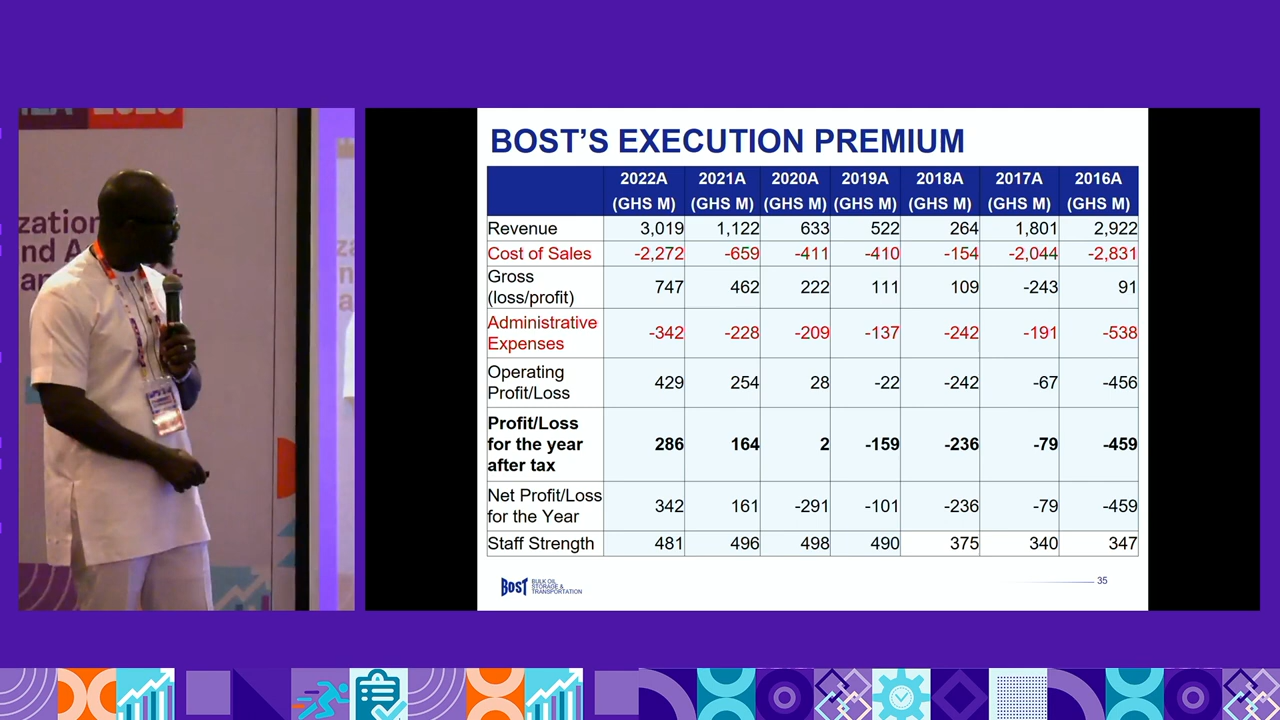 zation
nd A
an
t
BOST'S EXECUTION PREMIUM
2022A 2021A 2020A 2019A 2018A 2017A 2016A
(GHS M) (GHS M) (GHS M) (GHS M) (GHS M) (GHS M) (GHS M)
Revenue 3,019 1,122 633 522 264 1,801 2,922
Cost of Sales -2,272 -659 -411 -410 -154 -2,044 -2,831
Gross
(loss/profit) 747 462 222 111 109 -243 91
Administrative
Expenses -342 -228 -209 -137 -242 -191 -538
Operating
Profit/Loss 429 254 28 -22 -242 -67 -456
Profit/Loss
for the year
after tax 286 164 2 -159 -236 -79 -459
Net Profit/Loss
for the Year 342 161 -291 -101 -236 -79 -459
Staff Strength 481 496 498 490 375 340 347
BOST BULK OIL
STORAGE &
TRANSPORTATION
35